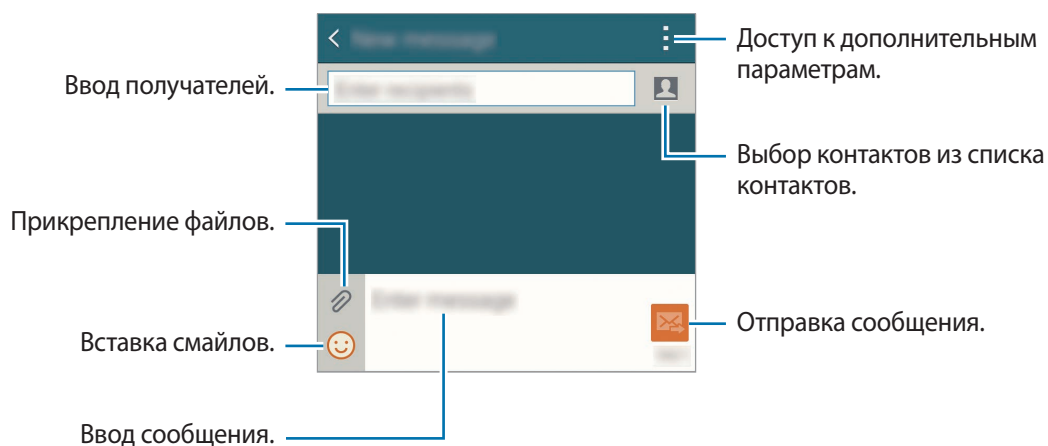 Доступ к дополнительным
параметрам.
Ввод получателей.
Выбор контактов из списка
контактов.
Прикрепление файлов.
Отправка сообщения.
Вставка смайлов.
Ввод сообщения.